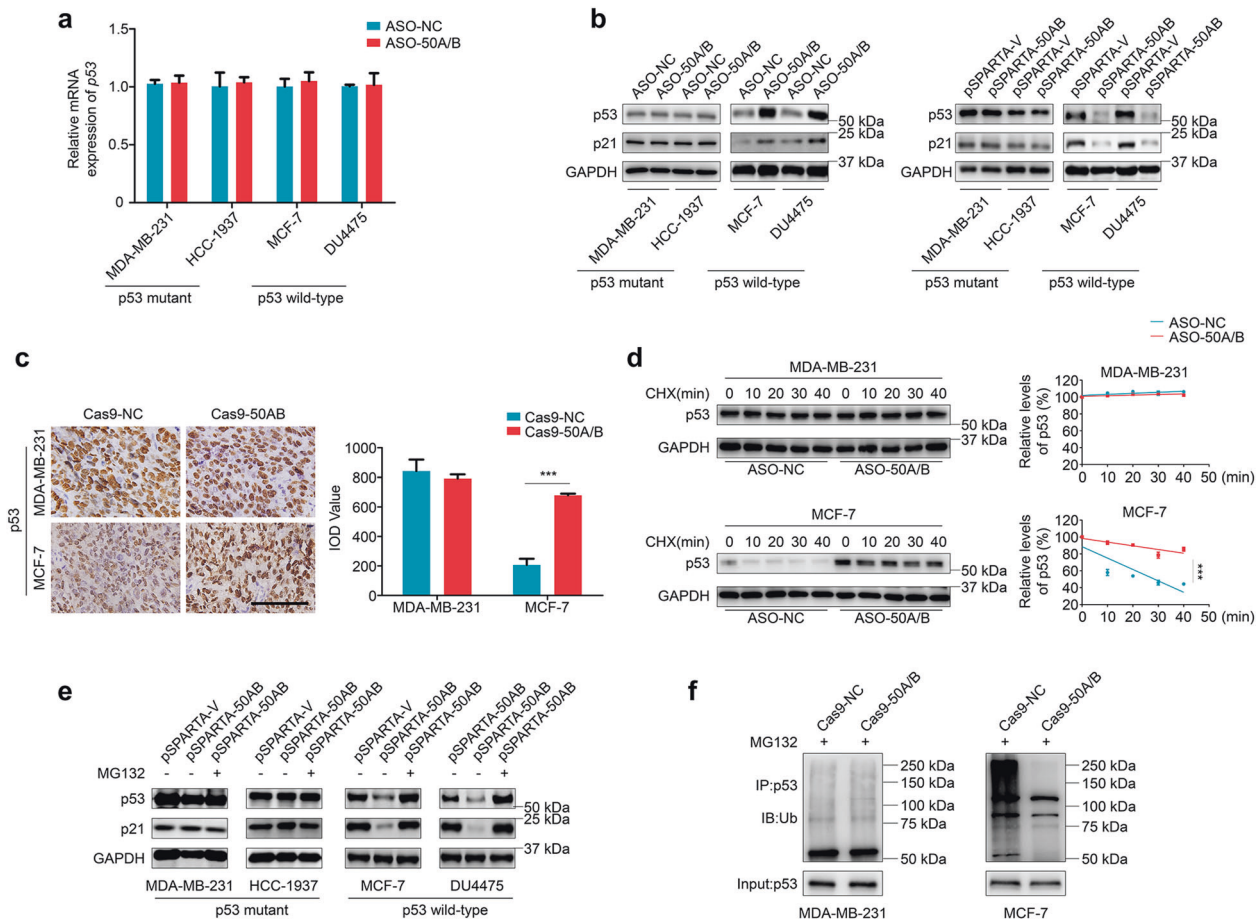 a
ASO-NC
ASO-50A/B
Relative mRNA
expression of p53
1.5
1.0
0.5
0
MDA-MB-231
HCC-1937
MCF-7
DU4475
p53 mutant
p53 wild-type
b
ASO-NC
ASO-50A/B
ASO-NC
ASO-50A/B
ASO-NC
ASO-50A/B
ASO-NC
ASO-50A/B
p53
50 kDa
25 kDa
p21
37 kDa
GAPDH
MDA-MB-231
HCC-1937
MCF-7
DU4475
p53 mutant
p53 wild-type
pSPARTA-V
pSPARTA-50AB
pSPARTA-V
pSPARTA-50AB
pSPARTA-V
pSPARTA-50AB
pSPARTA-V
pSPARTA-50AB
p53
50 kDa
25 kDa
p21
37 kDa
GAPDH
MDA-MB-231
HCC-1937
MCF-7
DU4475
p53 mutant
p53 wild-type
c
Cas9-NC
Cas9-50AB
p53
MDA-MB-231
MCF-7
Cas9-NC
Cas9-50A/B
IOD Value
1000
800
600
400
200
0
***
MDA-MB-231
MCF-7
d
ASO-NC
ASO-50A/B
MDA-MB-231
CHX(min) 0 10 20 30 40 0 10 20 30 40
p53
50 kDa
37 kDa
GAPDH
ASO-NC
ASO-50A/B
MDA-MB-231
Relative levels
of p53 (%)
120
100
80
60
40
20
0 10 20 30 40 50 (min)
MCF-7
CHX(min) 0 10 20 30 40 0 10 20 30 40
p53
50 kDa
37 kDa
GAPDH
ASO-NC
ASO-50A/B
MCF-7
Relative levels
of p53 (%)
120
100
80
60
40
20
***
0 10 20 30 40 50 (min)
e
pSPARTA-V
pSPARTA-50AB
pSPARTA-50AB
pSPARTA-V
pSPARTA-50AB
pSPARTA-50AB
pSPARTA-V
pSPARTA-50AB
pSPARTA-50AB
pSPARTA-50AB
pSPARTA-50AB
pSPARTA-50AB
MG132 - - + - - + - - + - - +
p53
50 kDa
25 kDa
p21
37 kDa
GAPDH
MDA-MB-231 HCC-1937 MCF-7 DU4475
p53 mutant
p53 wild-type
f
Cas9-NC
Cas9-50A/B
Cas9-NC
Cas9-50A/B
MG132 + + + +
IP:p53
IB:Ub
250 kDa
150 kDa
100 kDa
75 kDa
50 kDa
250 kDa
150 kDa
100 kDa
75 kDa
50 kDa
Input:p53
MDA-MB-231
MCF-7